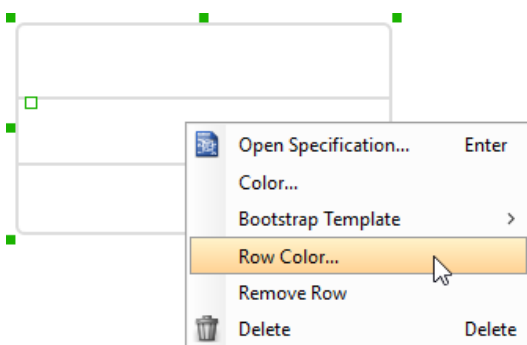 Open Specification... Enter
Color...
Bootstrap Template
Row Color...
Remove Row
Delete Delete